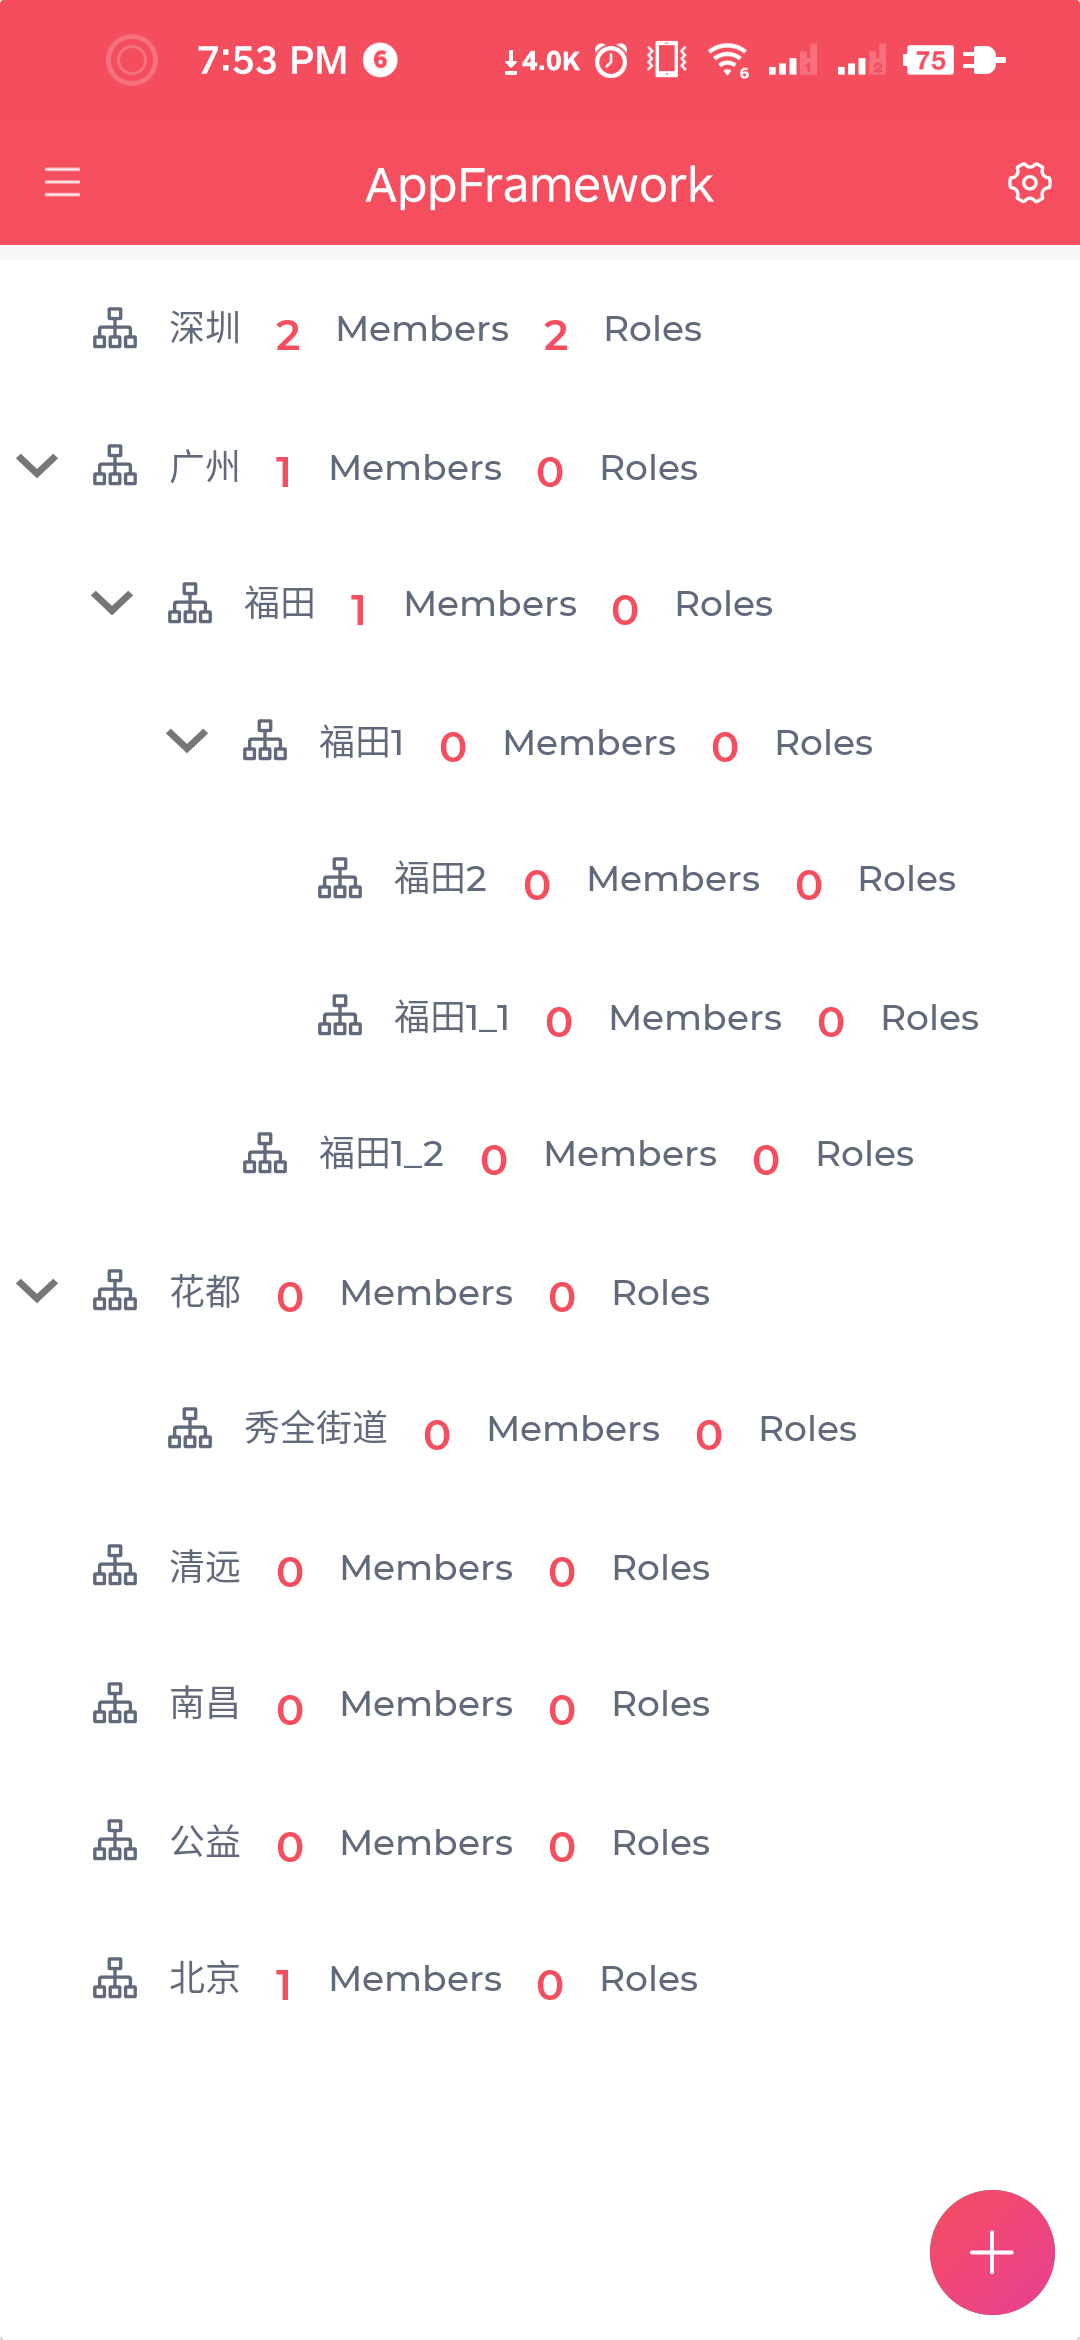 7:53 PM 6 4.0K 6 1 2 75
AppFramework
深圳 2 Members 2 Roles
广州 1 Members 0 Roles
福田 1 Members 0 Roles
福田1 0 Members 0 Roles
福田2 0 Members 0 Roles
福田1_1 0 Members 0 Roles
福田1_2 0 Members 0 Roles
花都 0 Members 0 Roles
秀全街道 0 Members 0 Roles
清远 0 Members 0 Roles
南昌 0 Members 0 Roles
公益 0 Members 0 Roles
北京 1 Members 0 Roles